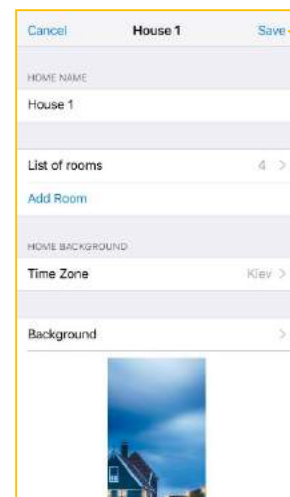 Cancel House 1 Save
HOME NAME
House 1
List of rooms 4 >
Add Room
HOME BACKGROUND
Time Zone Kiev >
Background >